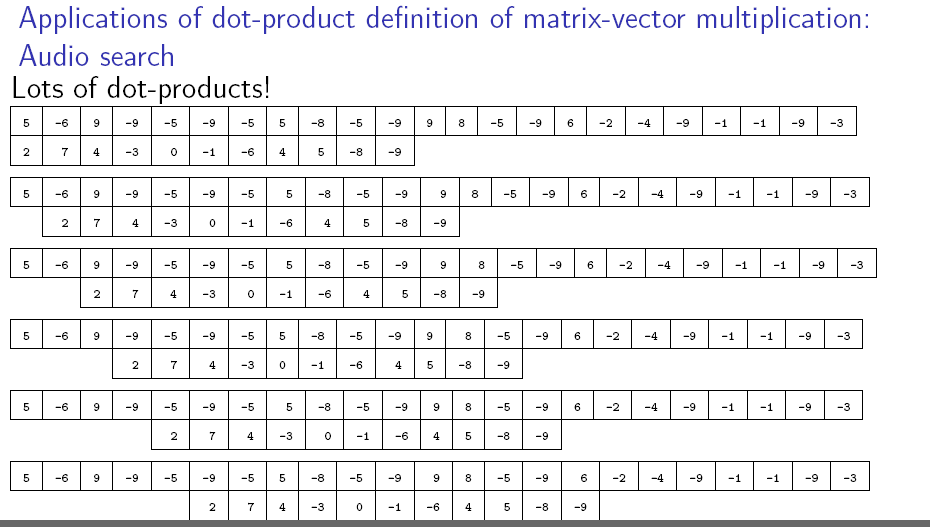 Applications of dot-product definition of matrix-vector multiplication:
Audio search
Lots of dot-products!
5 -6 9 -9 -5 -9 -5 5 -8 -5 -9 9 8 -5 -9 6 -2 -4 -9 -1 -1 -9 -3
2 7 4 -3 0 -1 -6 4 5 -8 -9
5 -6 9 -9 -5 -9 -5 5 -8 -5 -9 9 8 -5 -9 6 -2 -4 -9 -1 -1 -9 -3
2 7 4 -3 0 -1 -6 4 5 -8 -9
5 -6 9 -9 -5 -9 -5 5 -8 -5 -9 9 8 -5 -9 6 -2 -4 -9 -1 -1 -9 -3
2 7 4 -3 0 -1 -6 4 5 -8 -9
5 -6 9 -9 -5 -9 -5 5 -8 -5 -9 9 8 -5 -9 6 -2 -4 -9 -1 -1 -9 -3
2 7 4 -3 0 -1 -6 4 5 -8 -9
5 -6 9 -9 -5 -9 -5 5 -8 -5 -9 9 8 -5 -9 6 -2 -4 -9 -1 -1 -9 -3
2 7 4 -3 0 -1 -6 4 5 -8 -9
5 -6 9 -9 -5 -9 -5 5 -8 -5 -9 9 8 -5 -9 6 -2 -4 -9 -1 -1 -9 -3
2 7 4 -3 0 -1 -6 4 5 -8 -9